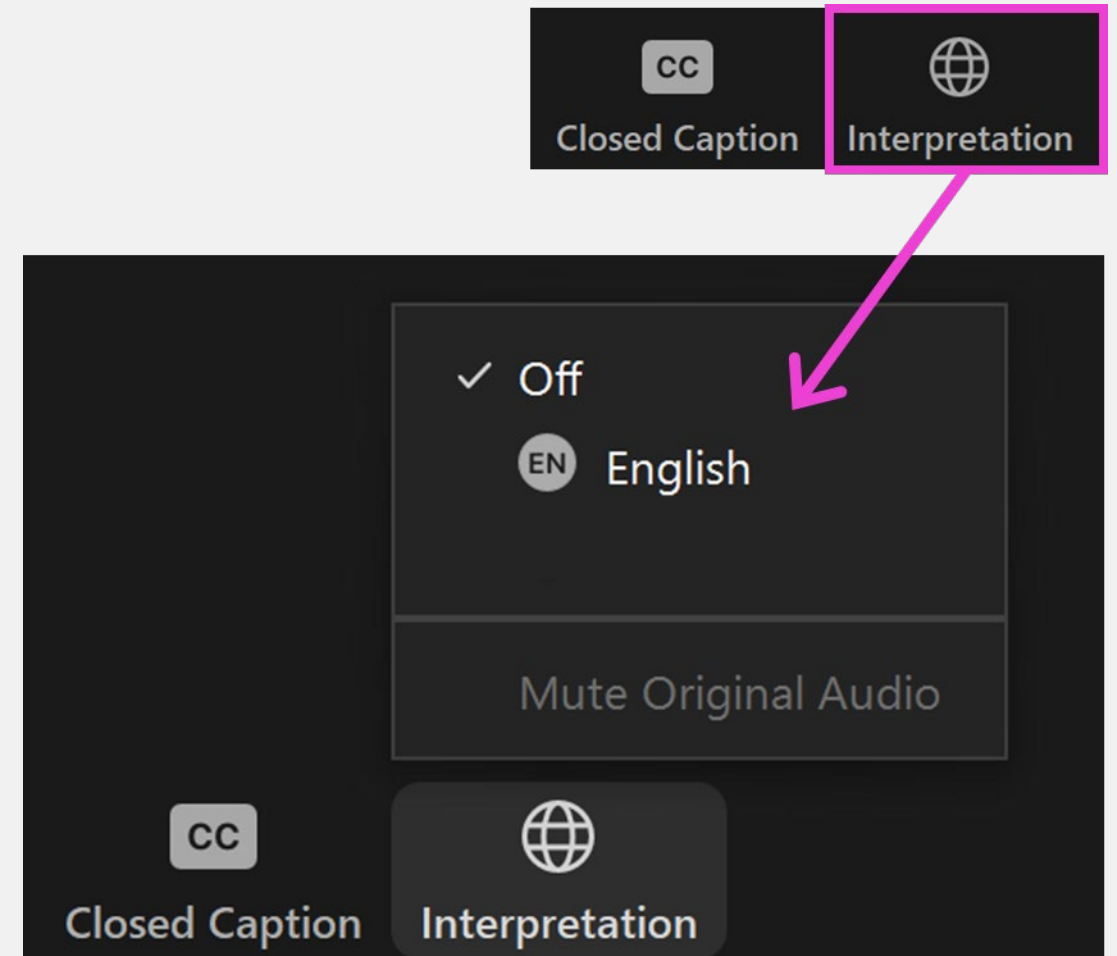 CC
Closed Caption
Interpretation
✓ Off
EN English
Mute Original Audio
CC
Closed Caption
Interpretation